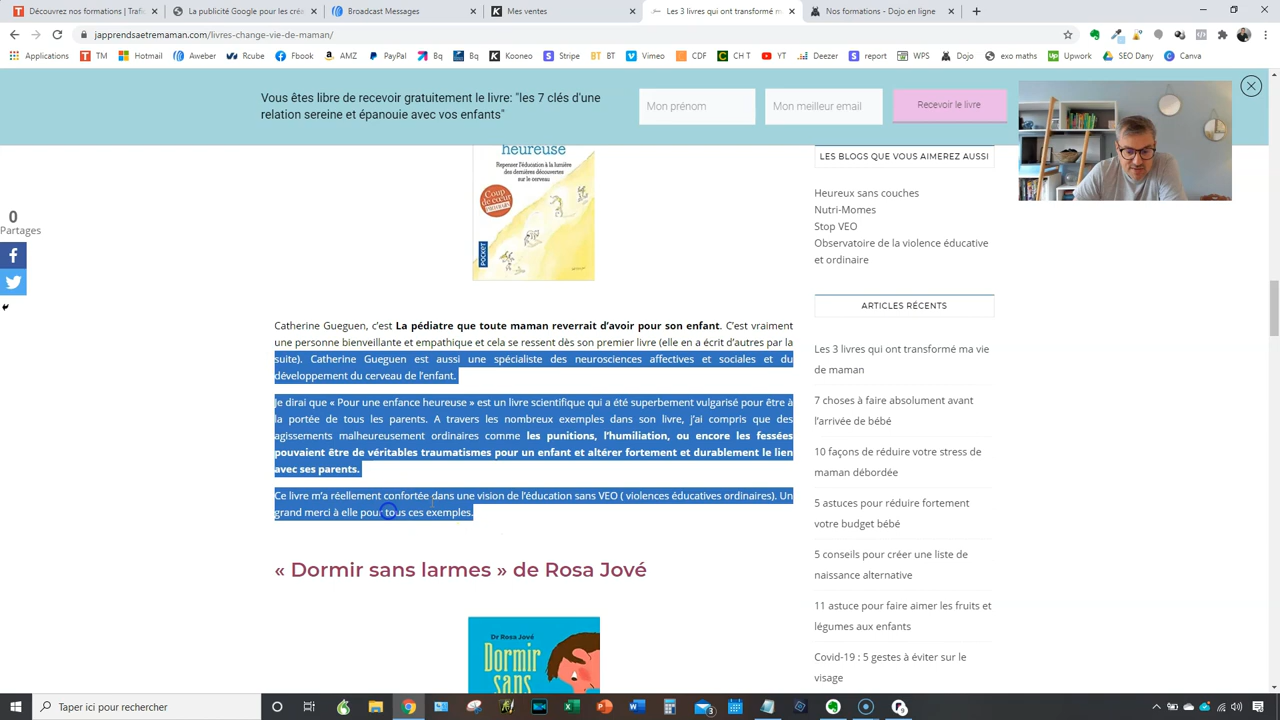 Découvrez nos formations | Trafi
La publicité Google pour les créa
Broadcast Messages
Mes ventes
Les 3 livres qui ont transformé m
Nos formations - Dojo en ligne
japprendsaetremaman.com/livres-change-vie-de-maman/
Applications
TM
Hotmail
Aweber
Rcube
Fbook
AMZ
PayPal
Bq
Bq
Kooneo
Stripe
BT
Vimeo
CDF
CH T
YT
Deezer
report
WPS
Dojo
exo maths
Upwork
SEO Dany
Canva
Vous êtes libre de recevoir gratuitement le livre: "les 7 clés d'une
relation sereine et épanouie avec vos enfants"
Mon prénom
Mon meilleur email
Recevoir le livre
0
Partages
heureuse
Repenser l'éducation à la lumière
des dernières découvertes
sur le cerveau
Coup de cœur
POCKET
Catherine Gueguen, c'est La pédiatre que toute maman reverrait d'avoir pour son enfant. C'est vraiment
une personne bienveillante et empathique et cela se ressent dès son premier livre (elle en a écrit d'autres par la
suite). Catherine Gueguen est aussi une spécialiste des neurosciences affectives et sociales et du
développement du cerveau de l'enfant.
Je dirai que « Pour une enfance heureuse » est un livre scientifique qui a été superbement vulgarisé pour être à
la portée de tous les parents. A travers les nombreux exemples dans son livre, j'ai compris que des
agissements malheureusement ordinaires comme les punitions, l'humiliation, ou encore les fessées
pouvaient être de véritables traumatismes pour un enfant et altérer fortement et durablement le lien
avec ses parents.
Ce livre m'a réellement confortée dans une vision de l'éducation sans VEO ( violences éducatives ordinaires). Un
grand merci à elle pour tous ces exemples.
« Dormir sans larmes » de Rosa Jové
Dr Rosa Jové
Dormir
sans
LES BLOGS QUE VOUS AIMEREZ AUSSI
Heureux sans couches
Nutri-Momes
Stop VEO
Observatoire de la violence éducative
et ordinaire
ARTICLES RÉCENTS
Les 3 livres qui ont transformé ma vie
de maman
7 choses à faire absolument avant
l'arrivée de bébé
10 façons de réduire votre stress de
maman débordée
5 astuces pour réduire fortement
votre budget bébé
5 conseils pour créer une liste de
naissance alternative
11 astuce pour faire aimer les fruits et
légumes aux enfants
Covid-19 : 5 gestes à éviter sur le
visage
Taper ici pour rechercher